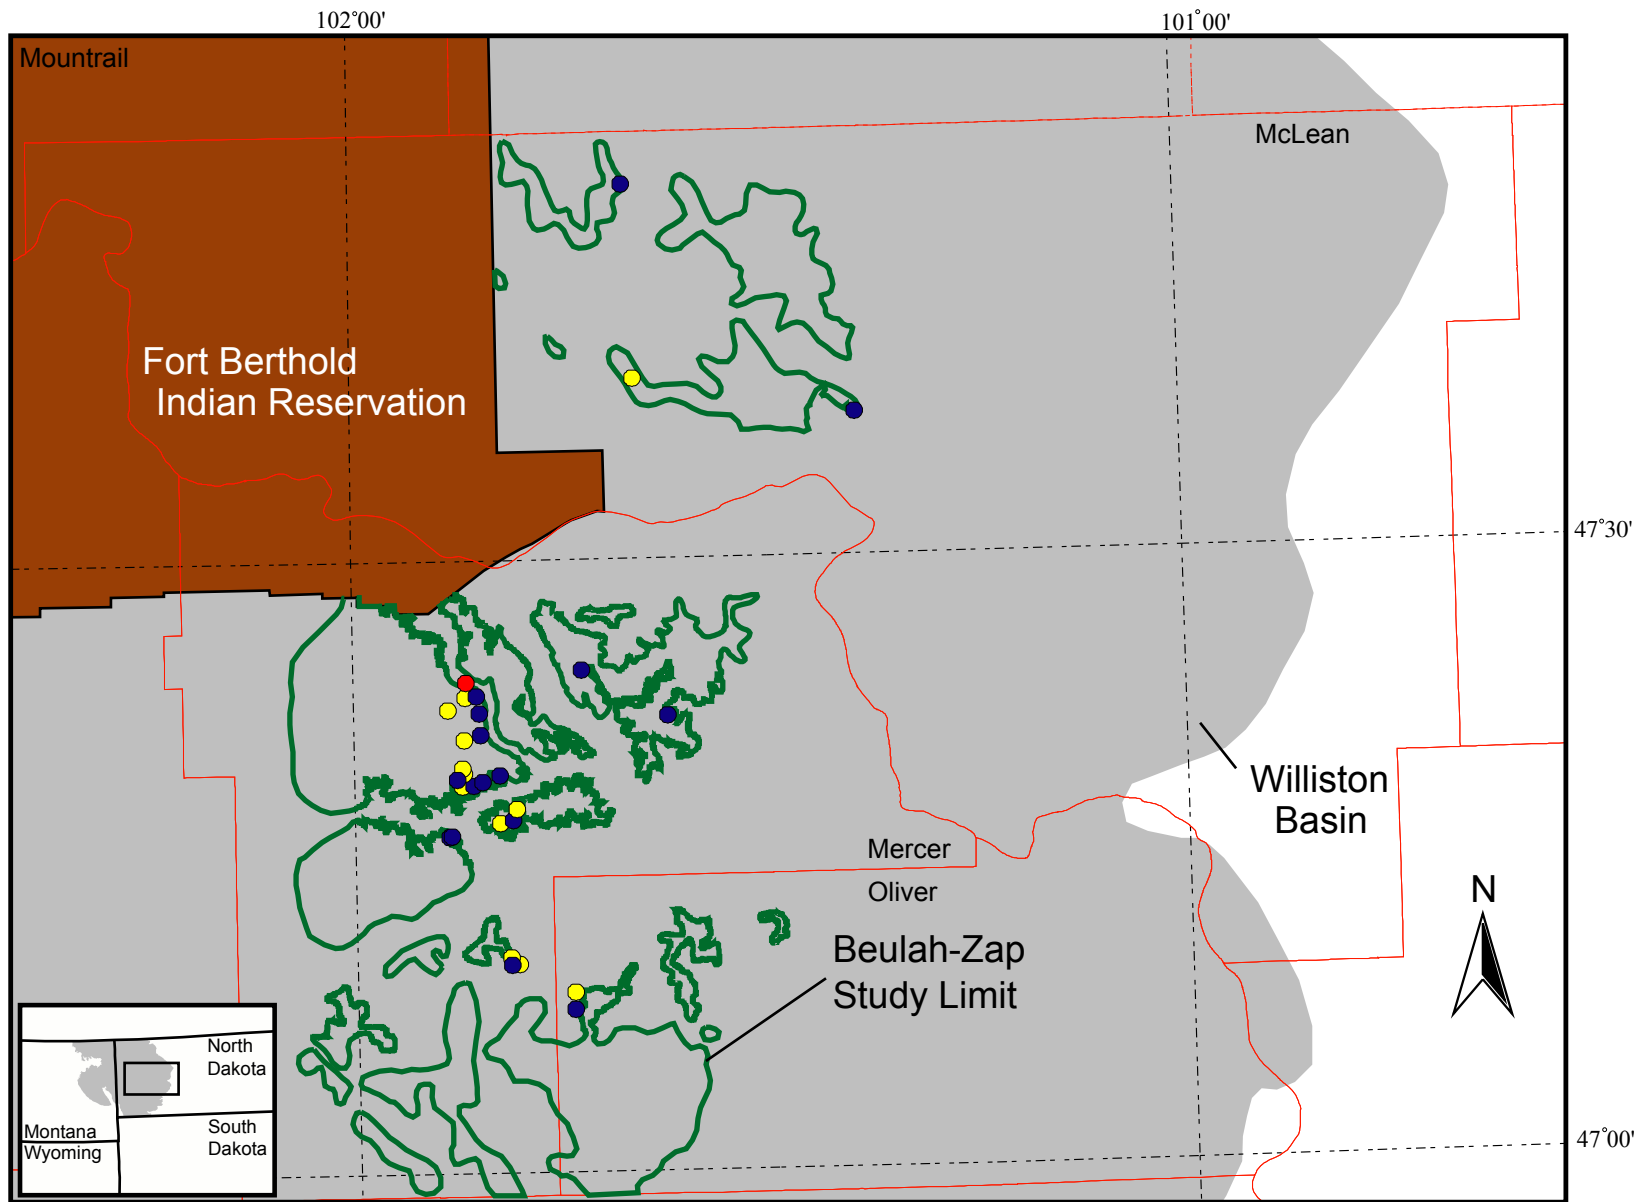 102°00'
101°00'
Mountrail
McLean
Fort Berthold
Indian Reservation
47°30'
Williston
Basin
Mercer
Oliver
N
Beulah-Zap
Study Limit
North
Dakota
South
Dakota
Montana
Wyoming
47°00'